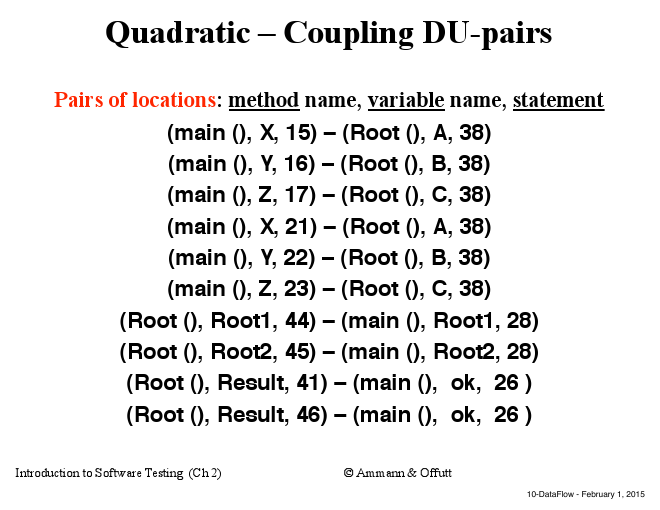 Quadratic – Coupling DU-pairs
Pairs of locations: method name, variable name, statement
(main (), X, 15) – (Root (), A, 38)
(main (), Y, 16) – (Root (), B, 38)
(main (), Z, 17) – (Root (), C, 38)
(main (), X, 21) – (Root (), A, 38)
(main (), Y, 22) – (Root (), B, 38)
(main (), Z, 23) – (Root (), C, 38)
(Root (), Root1, 44) – (main (), Root1, 28)
(Root (), Root2, 45) – (main (), Root2, 28)
(Root (), Result, 41) – (main (), ok, 26 )
(Root (), Result, 46) – (main (), ok, 26 )
Introduction to Software Testing (Ch 2) © Ammann & Offutt
10-DataFlow - February 1, 2015